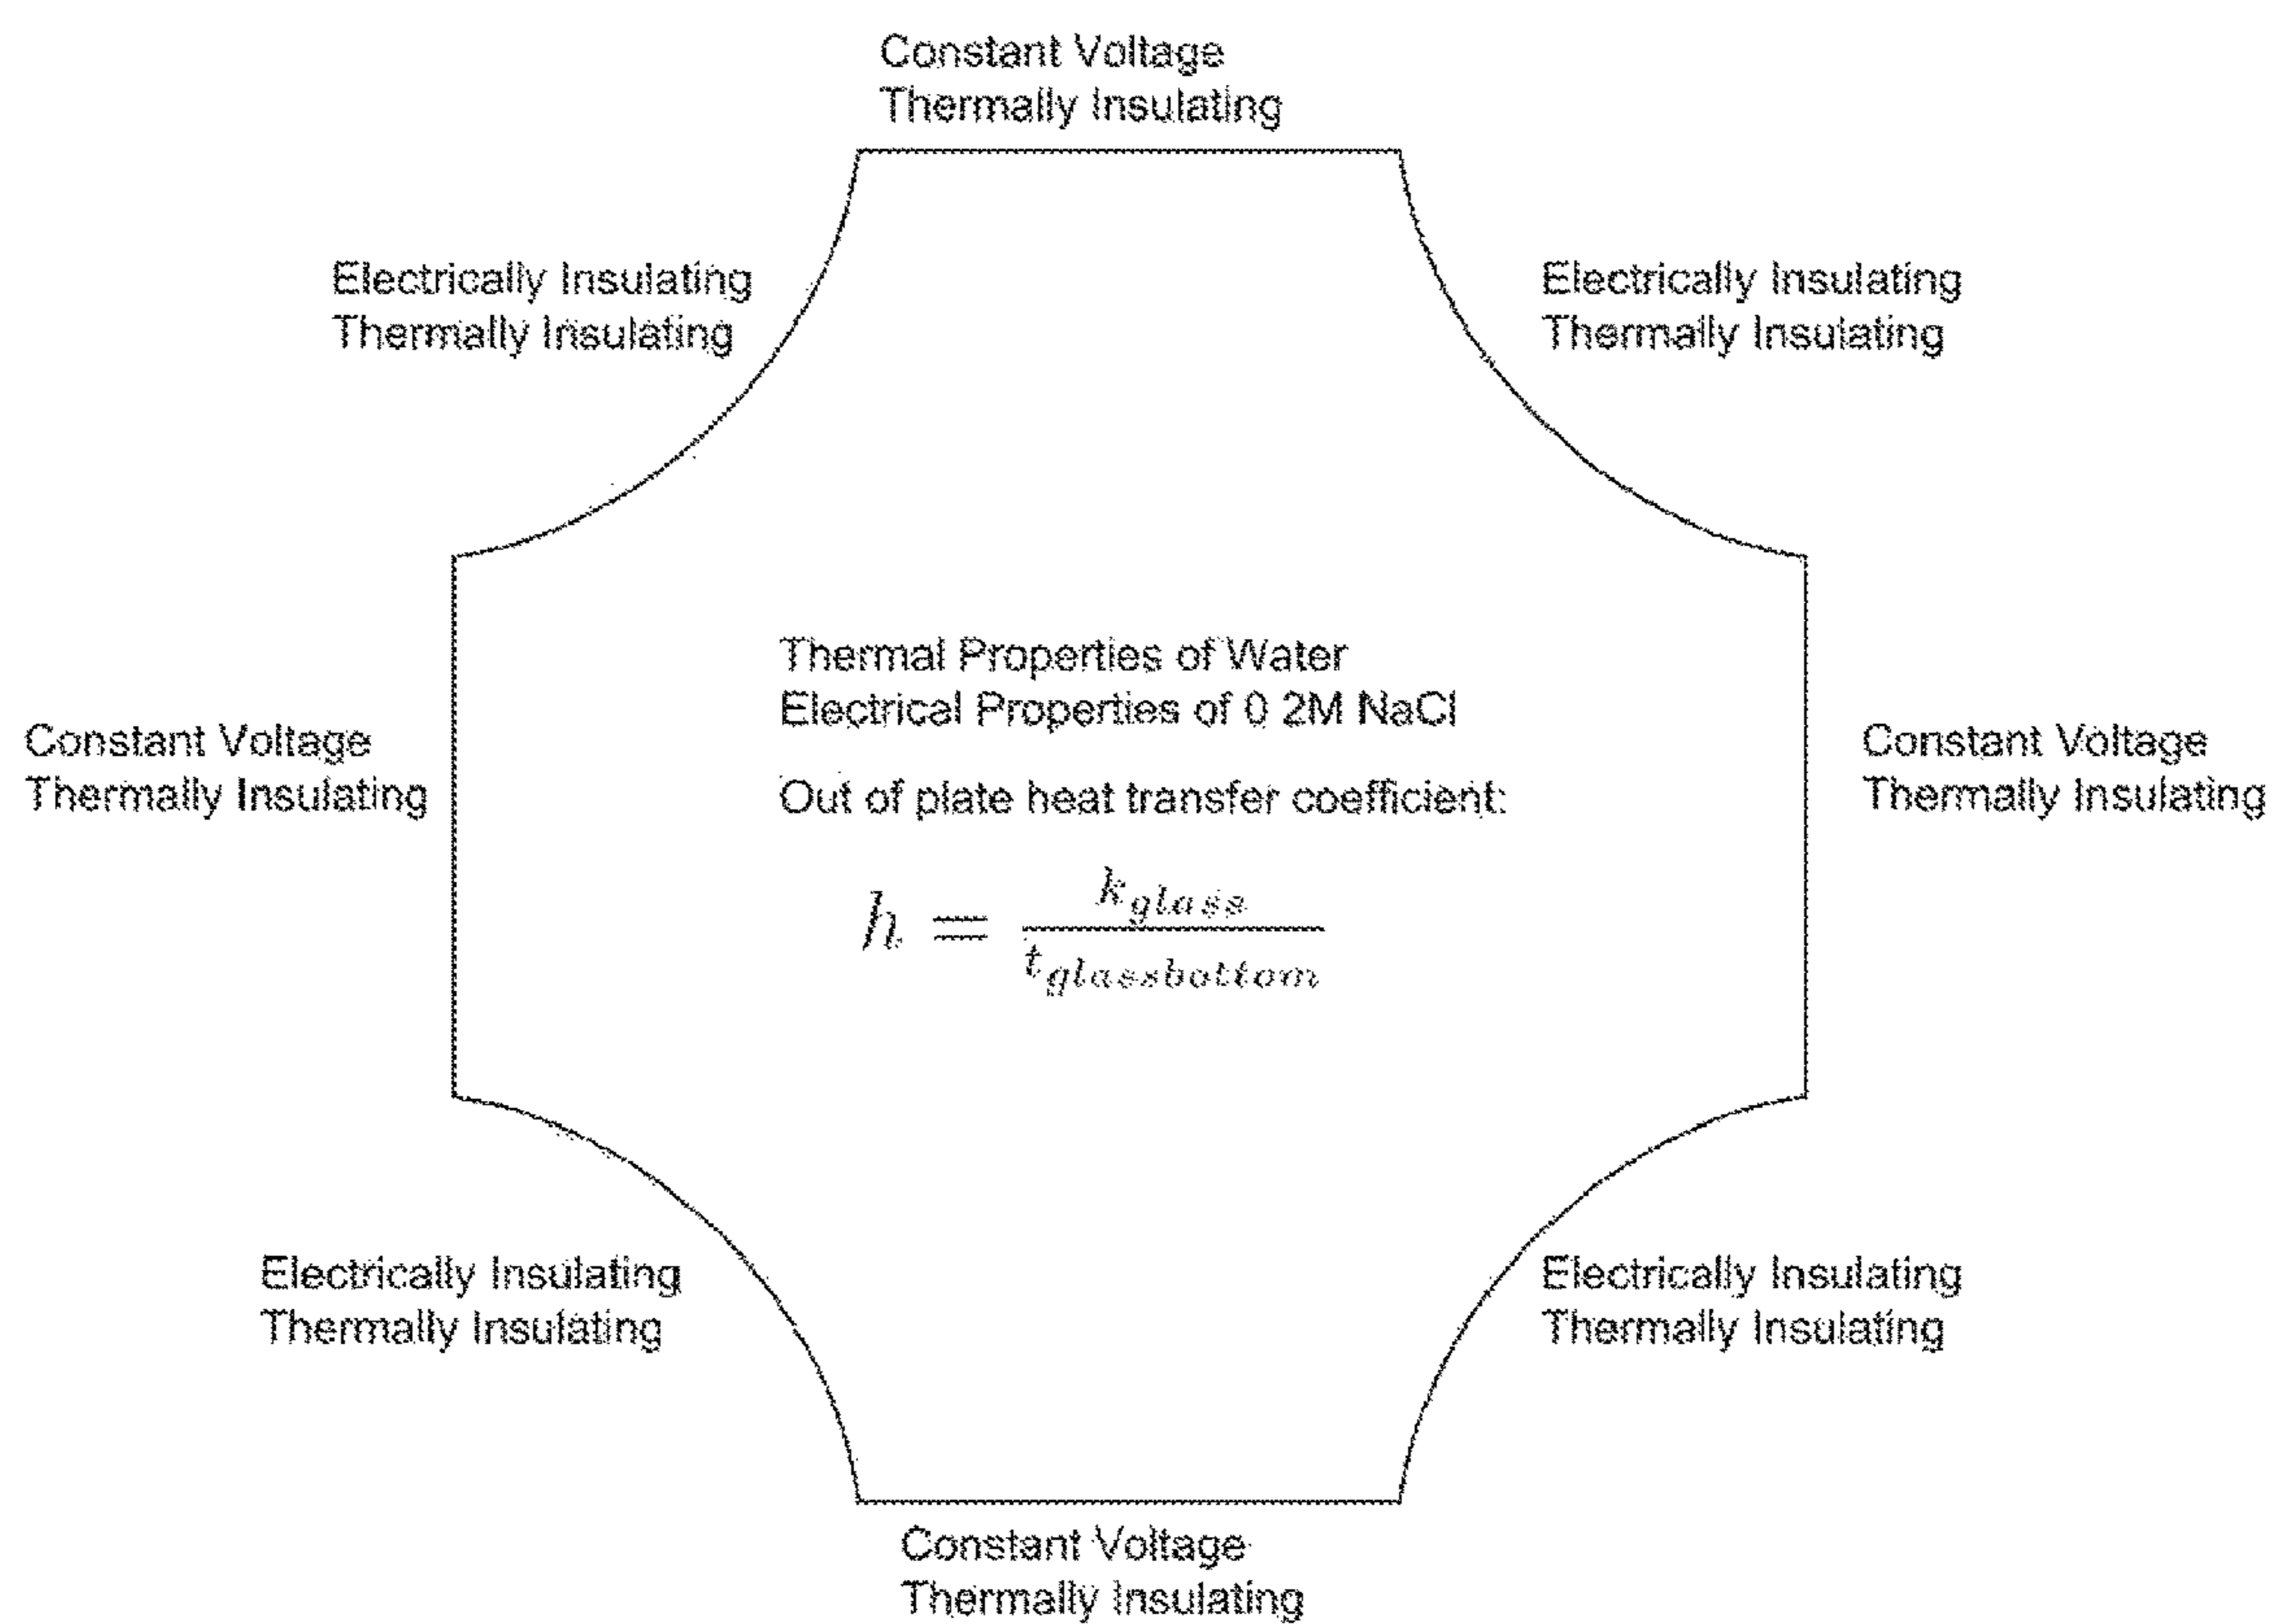 Constant Voltage
Thermally Insulating
Electrically Insulating
Thermally Insulating
Electrically Insulating
Thermally Insulating
Thermal Properties of Water
Electrical Properties of 0 2M NaCl
Constant Voltage
Thermally Insulating
Out of plate heat transfer coefficient:
Constant Voltage
Thermally Insulating
h = k_glass / t_glassbottom
Electrically Insulating
Thermally Insulating
Electrically Insulating
Thermally Insulating
Constant Voltage
Thermally Insulating